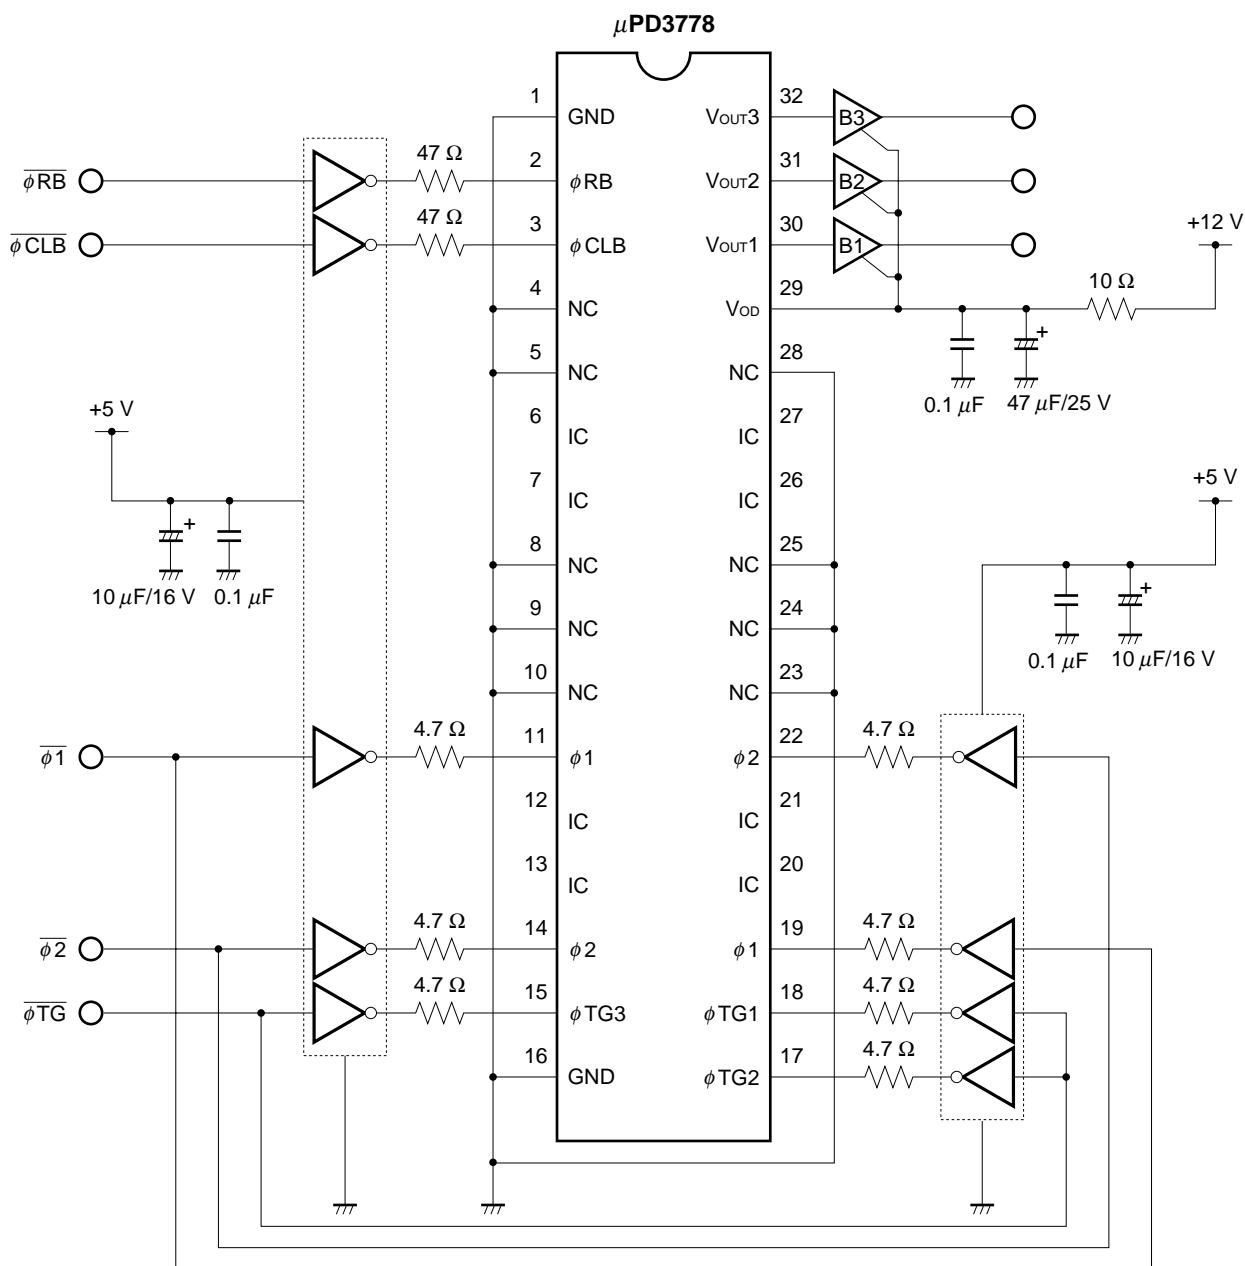 μPD3778
1 GND VOUT3 32 B3
φRB 47 Ω 2 φRB VOUT2 31 B2
φCLB 47 Ω 3 φCLB VOUT1 30 B1 +12 V
4 NC VOD 29 10 Ω
5 NC NC 28
0.1 μF 47 μF/25 V
+5 V 6 IC IC 27
7 IC IC 26 +5 V
+
+
+
8 NC NC 25
10 μF/16 V 0.1 μF
9 NC NC 24
0.1 μF 10 μF/16 V
10 NC NC 23
φ1 4.7 Ω 11 φ1 φ2 22 4.7 Ω
12 IC IC 21
13 IC IC 20
φ2 4.7 Ω 14 φ2 φ1 19 4.7 Ω
φTG 4.7 Ω 15 φTG3 φTG1 18 4.7 Ω
16 GND φTG2 17 4.7 Ω